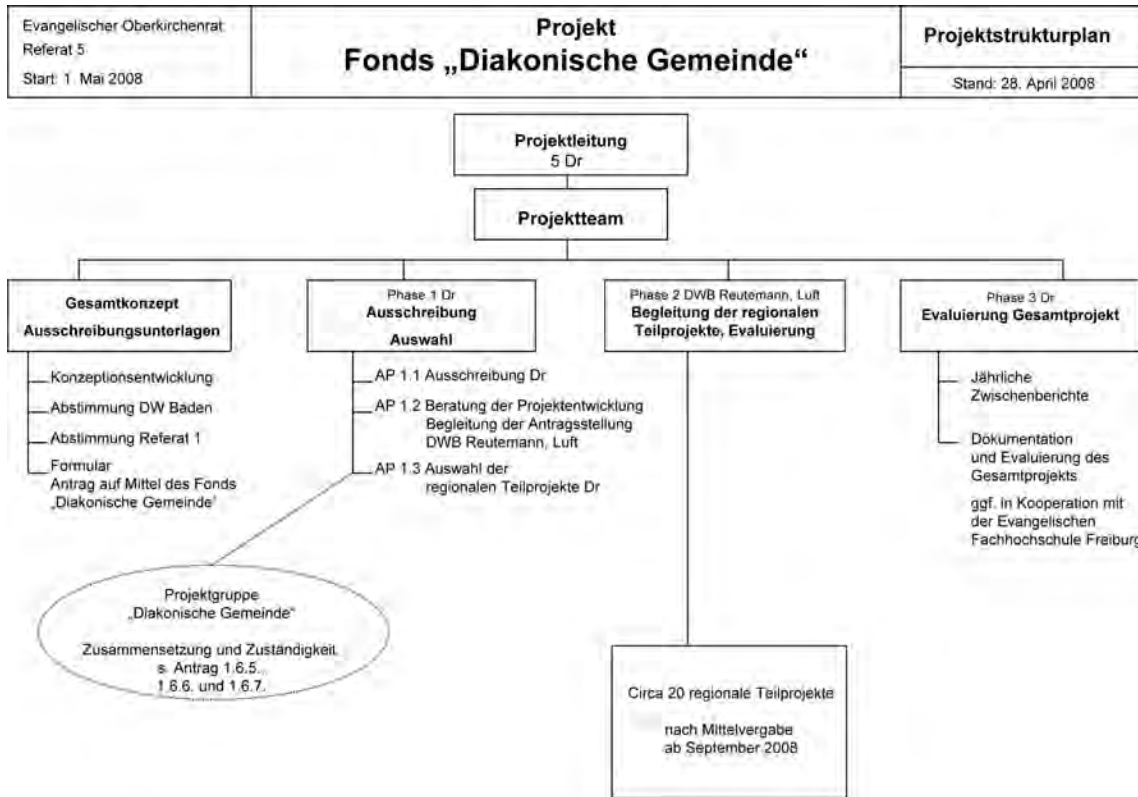 Evangelischer Oberkirchenrat
Referat 5
Start: 1. Mai 2008
Projekt
Fonds „Diakonische Gemeinde“
Projektstrukturplan
Stand: 28. April 2008
Projektleitung
5 Dr
Projektteam
Gesamtkonzept
Ausschreibungsunterlagen
Konzeptionsentwicklung
Abstimmung DW Baden
Abstimmung Referat 1
Formular
Antrag auf Mittel des Fonds
„Diakonische Gemeinde“
Phase 1 Dr
Ausschreibung
Auswahl
AP 1.1 Ausschreibung Dr
AP 1.2 Beratung der Projektentwicklung
Begleitung der Antragsstellung
DWB Reutemann, Luft
AP 1.3 Auswahl der
regionalen Teilprojekte Dr
Projektgruppe
„Diakonische Gemeinde“
Zusammensetzung und Zuständigkeit
s. Antrag 1.6.5.
1.6.6. und 1.6.7.
Phase 2 DWB Reutemann, Luft
Begleitung der regionalen
Teilprojekte, Evaluierung
Circa 20 regionale Teilprojekte
nach Mittelvergabe
ab September 2008
Phase 3 Dr
Evaluierung Gesamtprojekt
Jährliche
Zwischenberichte
Dokumentation
und Evaluierung des
Gesamtprojekts
ggf. in Kooperation mit
der Evangelischen
Fachhochschule Freiburg